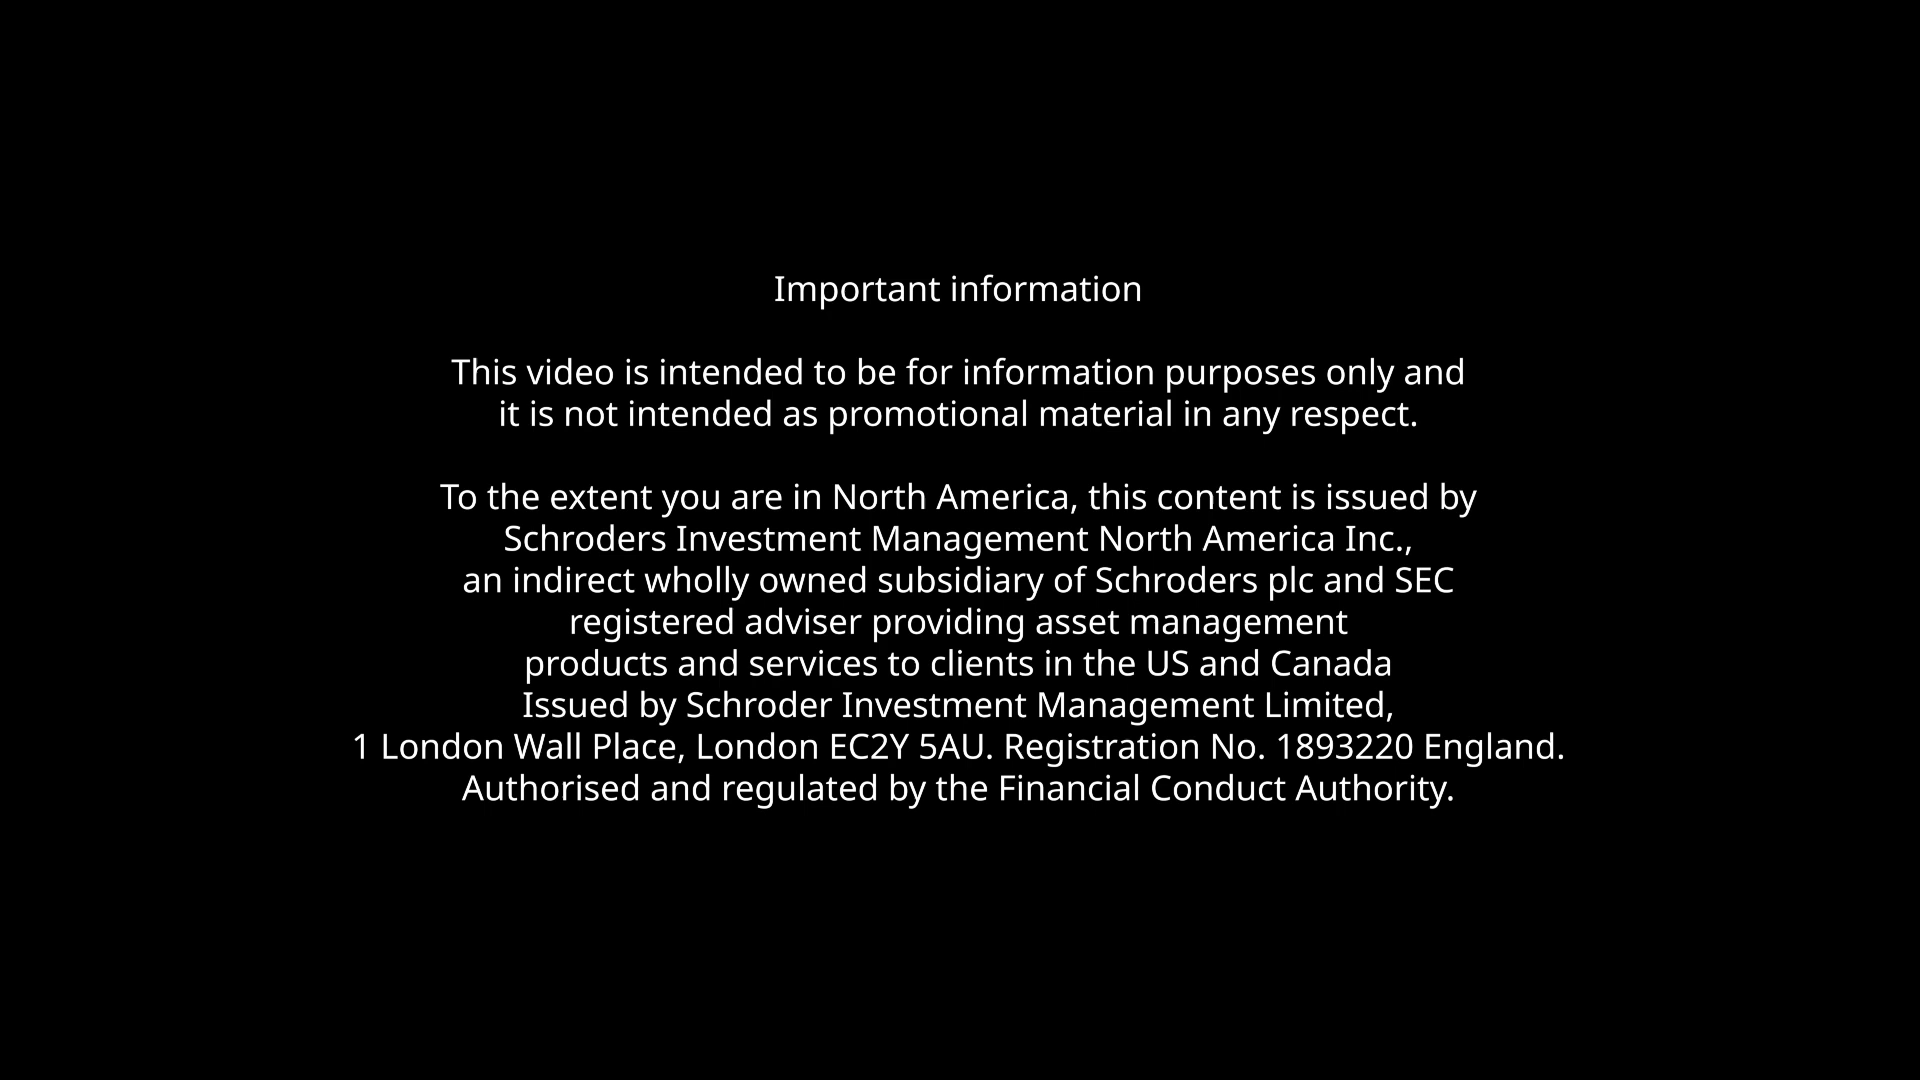 Important information
This video is intended to be for information purposes only and
it is not intended as promotional material in any respect.
To the extent you are in North America, this content is issued by
Schroders Investment Management North America Inc.,
an indirect wholly owned subsidiary of Schroders plc and SEC
registered adviser providing asset management
products and services to clients in the US and Canada
Issued by Schroder Investment Management Limited,
1 London Wall Place, London EC2Y 5AU. Registration No. 1893220 England.
Authorised and regulated by the Financial Conduct Authority.